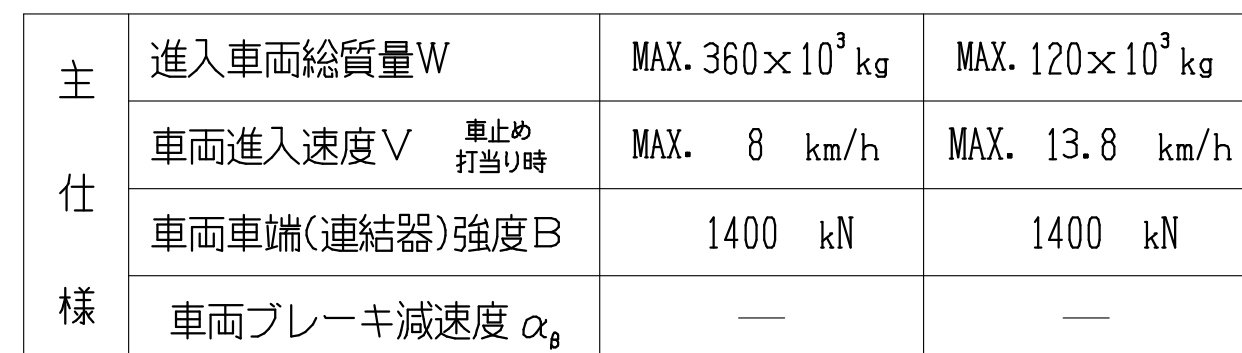 主仕様
進入車両総質量W MAX. 360×10³ kg MAX. 120×10³ kg
車両進入速度V 車止め打当り時 MAX. 8 km/h MAX. 13.8 km/h
車両車端(連結器)強度B 1400 kN 1400 kN
車両ブレーキ減速度 αᵦ — —